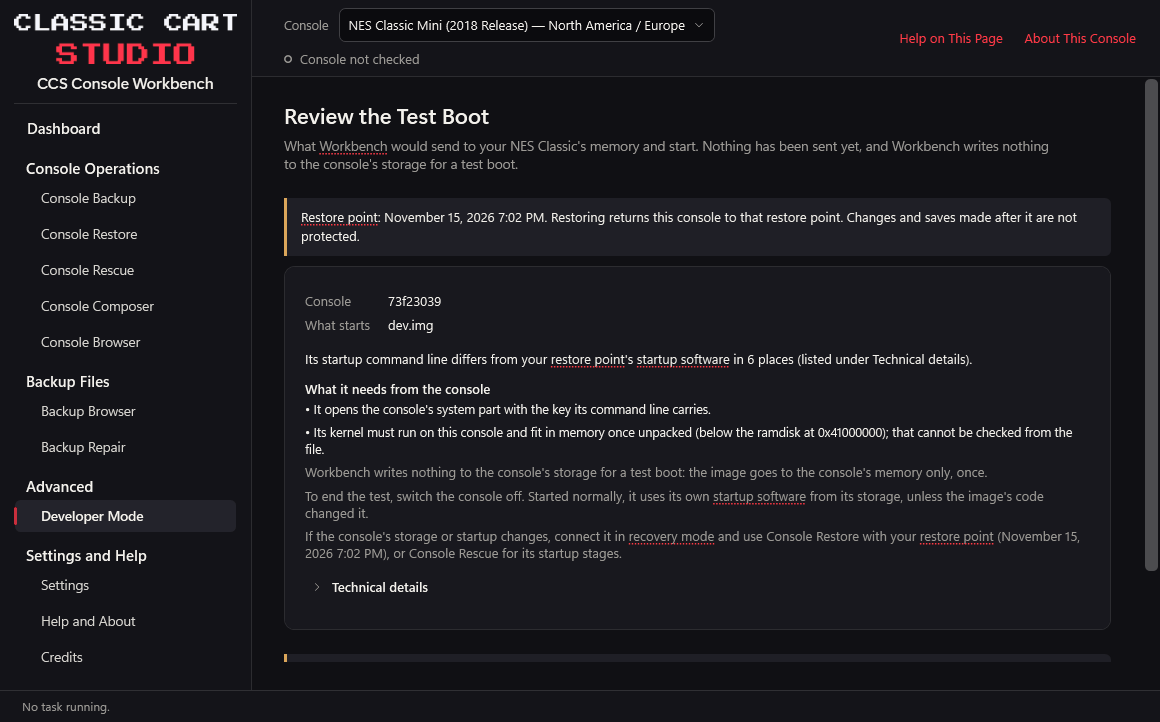 CLASSIC CART
STUDIO
CCS Console Workbench
Dashboard
Console Operations
Console Backup
Console Restore
Console Rescue
Console Composer
Console Browser
Backup Files
Backup Browser
Backup Repair
Advanced
Developer Mode
Settings and Help
Settings
Help and About
Credits
Console
NES Classic Mini (2018 Release) — North America / Europe
Console not checked
Help on This Page
About This Console
Review the Test Boot
What Workbench would send to your NES Classic's memory and start. Nothing has been sent yet, and Workbench writes nothing
to the console's storage for a test boot.
Restore point: November 15, 2026 7:02 PM. Restoring returns this console to that restore point. Changes and saves made after it are not
protected.
Console 73f23039
What starts dev.img
Its startup command line differs from your restore point's startup software in 6 places (listed under Technical details).
What it needs from the console
• It opens the console's system part with the key its command line carries.
• Its kernel must run on this console and fit in memory once unpacked (below the ramdisk at 0x41000000); that cannot be checked from the
file.
Workbench writes nothing to the console's storage for a test boot: the image goes to the console's memory only, once.
To end the test, switch the console off. Started normally, it uses its own startup software from its storage, unless the image's code
changed it.
If the console's storage or startup changes, connect it in recovery mode and use Console Restore with your restore point (November 15,
2026 7:02 PM), or Console Rescue for its startup stages.
Technical details
No task running.